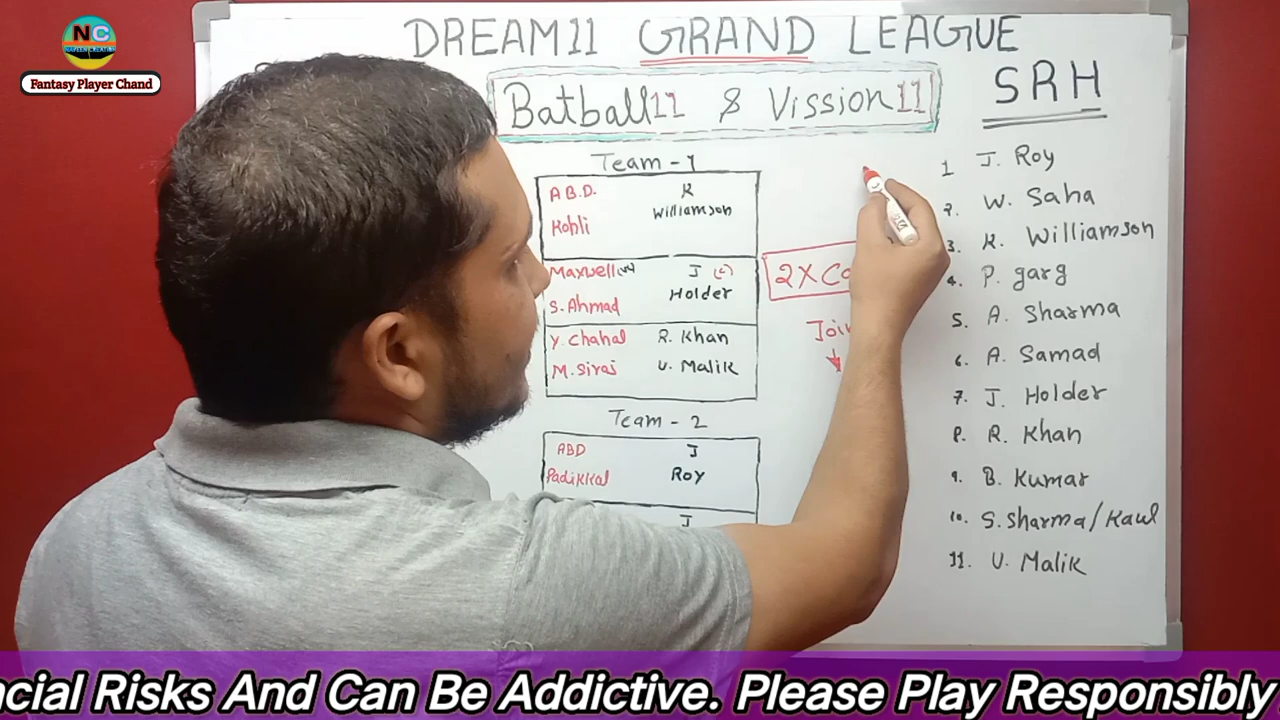 NC
Fantasy Player Chand
DREAM11 GRAND LEAGUE
Batball11 & Vission11
SRH
Team - 1
A B.D. K
Kohli Williamson
Maxwell J (c)
S. Ahmad Holder
Y. Chahal R. Khan
M. Siraj U. Malik
Team - 2
ABD J
Padikkal Roy
J
2X
Join
1 J. Roy
2. W. Saha
3. K. Williamson
4. P. garg
5. A. Sharma
6. A. Samad
7. J. Holder
8. R. Khan
9. B. Kumar
10. S. Sharma / Kaul
11. U. Malik
ncial Risks And Can Be Addictive. Please Play Responsibly